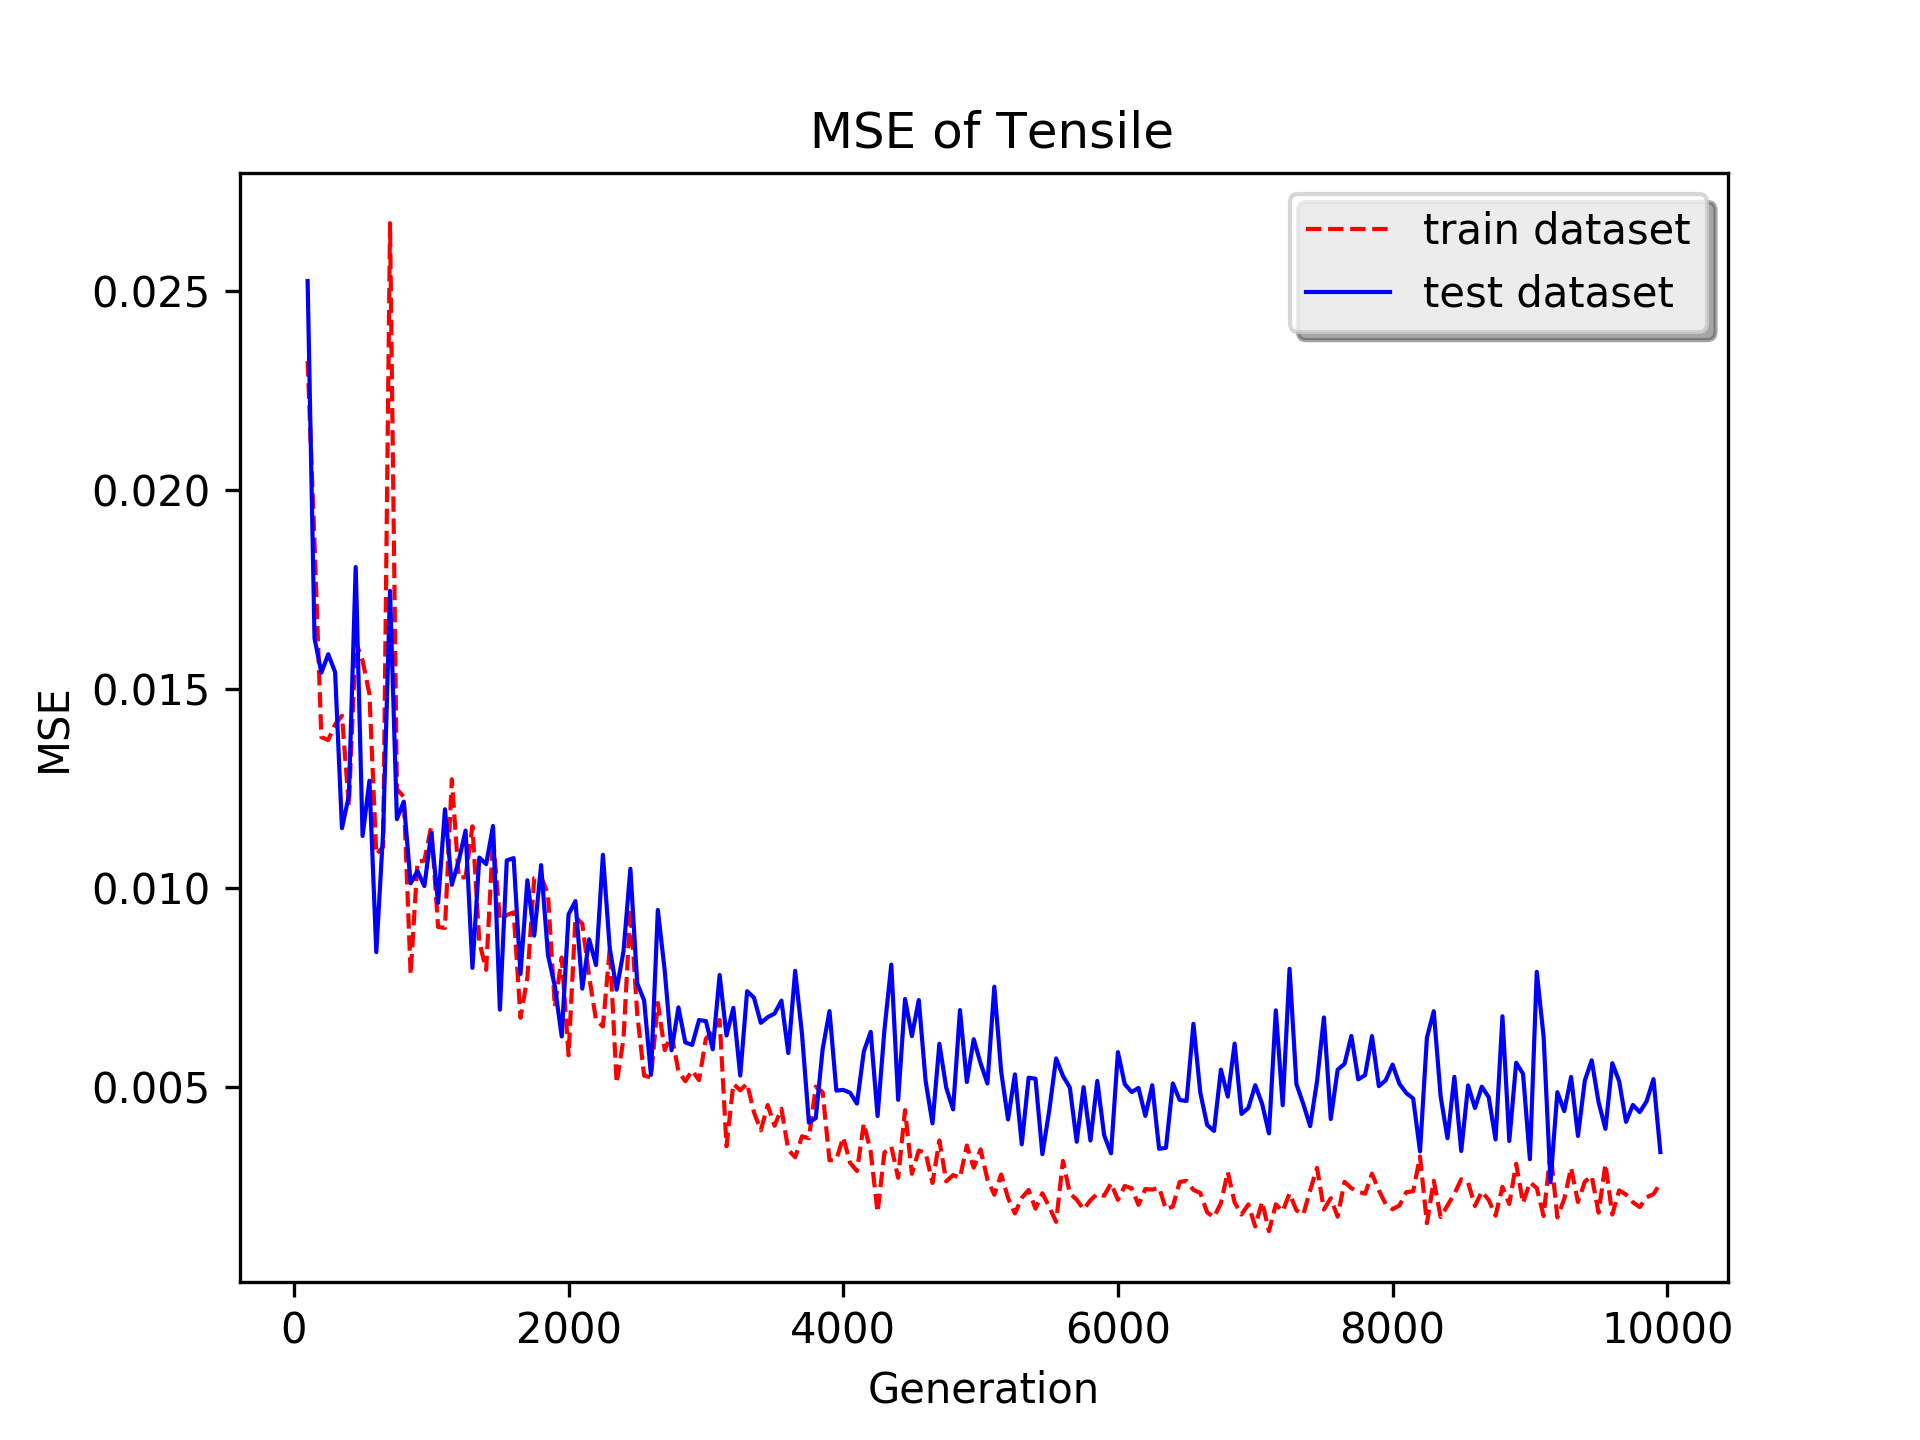 MSE of Tensile
train dataset
test dataset
MSE
0.025
0.020
0.015
0.010
0.005
0 2000 4000 6000 8000 10000
Generation